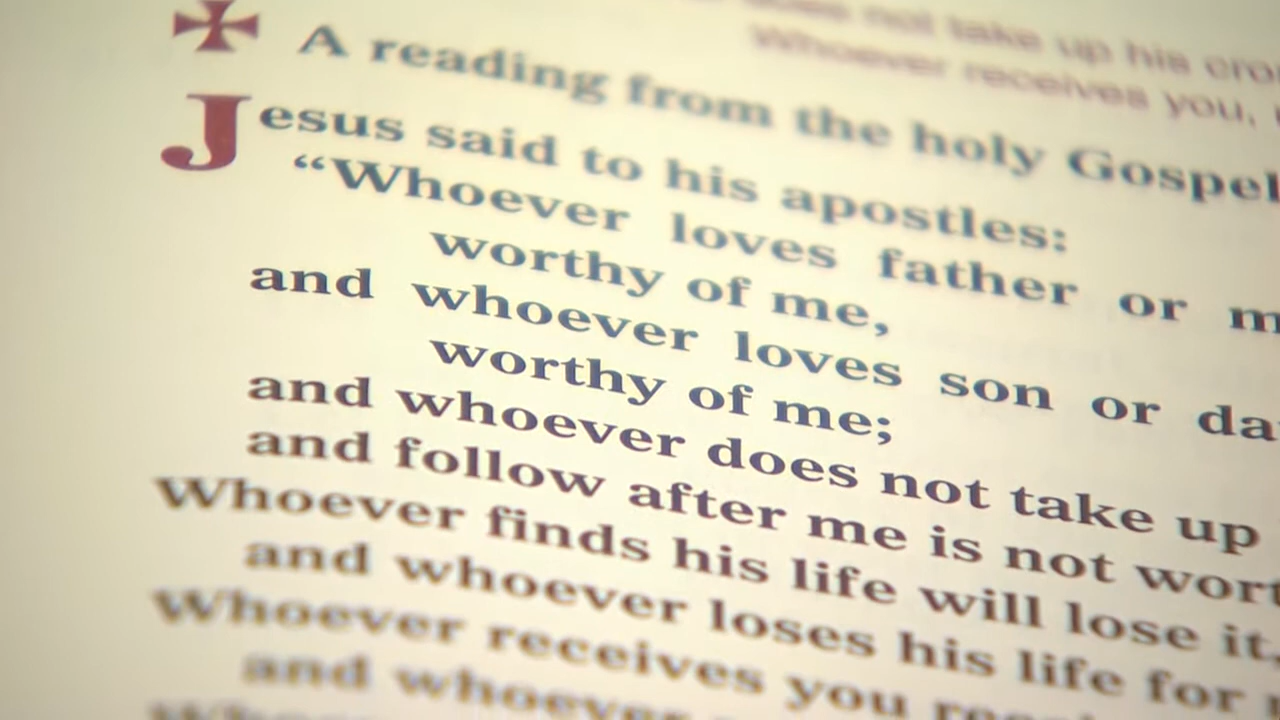 does not take up his
Whoever receives you,
✠ A reading from the holy Gospel
Jesus said to his apostles:
“Whoever loves father or
worthy of me,
and whoever loves son or
worthy of me;
and whoever does not take up
and follow after me is not
Whoever finds his life will lose it,
and whoever loses his life for
Whoever receives you
and whoever